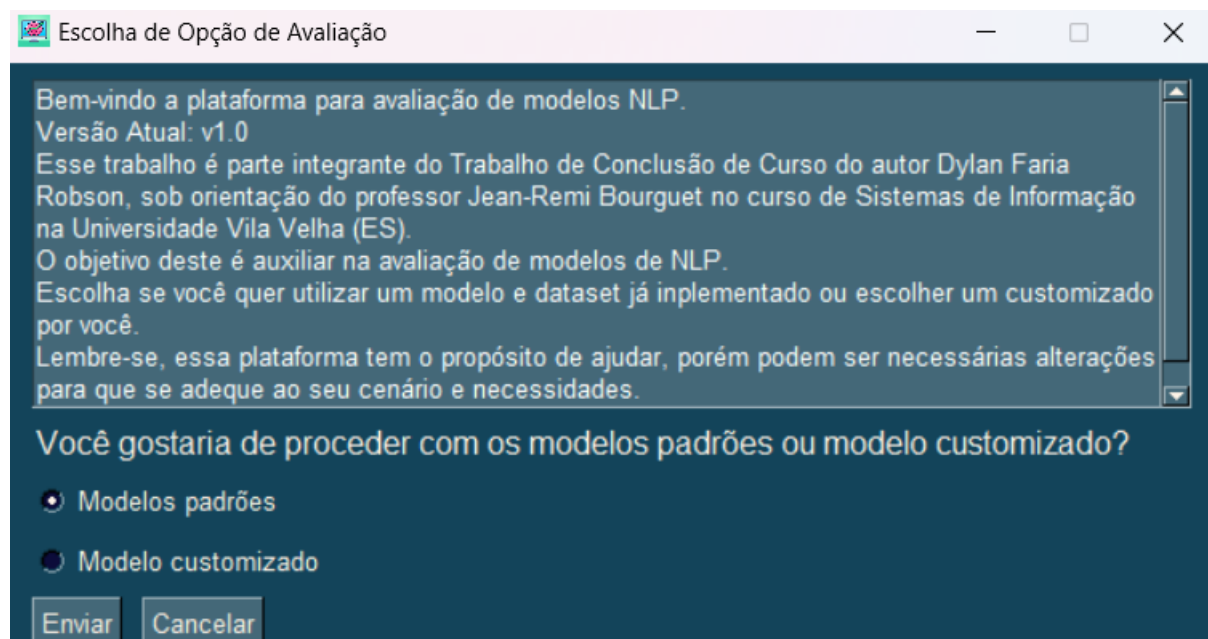 Escolha de Opção de Avaliação
Bem-vindo a plataforma para avaliação de modelos NLP.
Versão Atual: v1.0
Esse trabalho é parte integrante do Trabalho de Conclusão de Curso do autor Dylan Faria
Robson, sob orientação do professor Jean-Remi Bourguet no curso de Sistemas de Informação
na Universidade Vila Velha (ES).
O objetivo deste é auxiliar na avaliação de modelos de NLP.
Escolha se você quer utilizar um modelo e dataset já inplementado ou escolher um customizado
por você.
Lembre-se, essa plataforma tem o propósito de ajudar, porém podem ser necessárias alterações
para que se adeque ao seu cenário e necessidades.
Você gostaria de proceder com os modelos padrões ou modelo customizado?
Modelos padrões
Modelo customizado
Enviar Cancelar